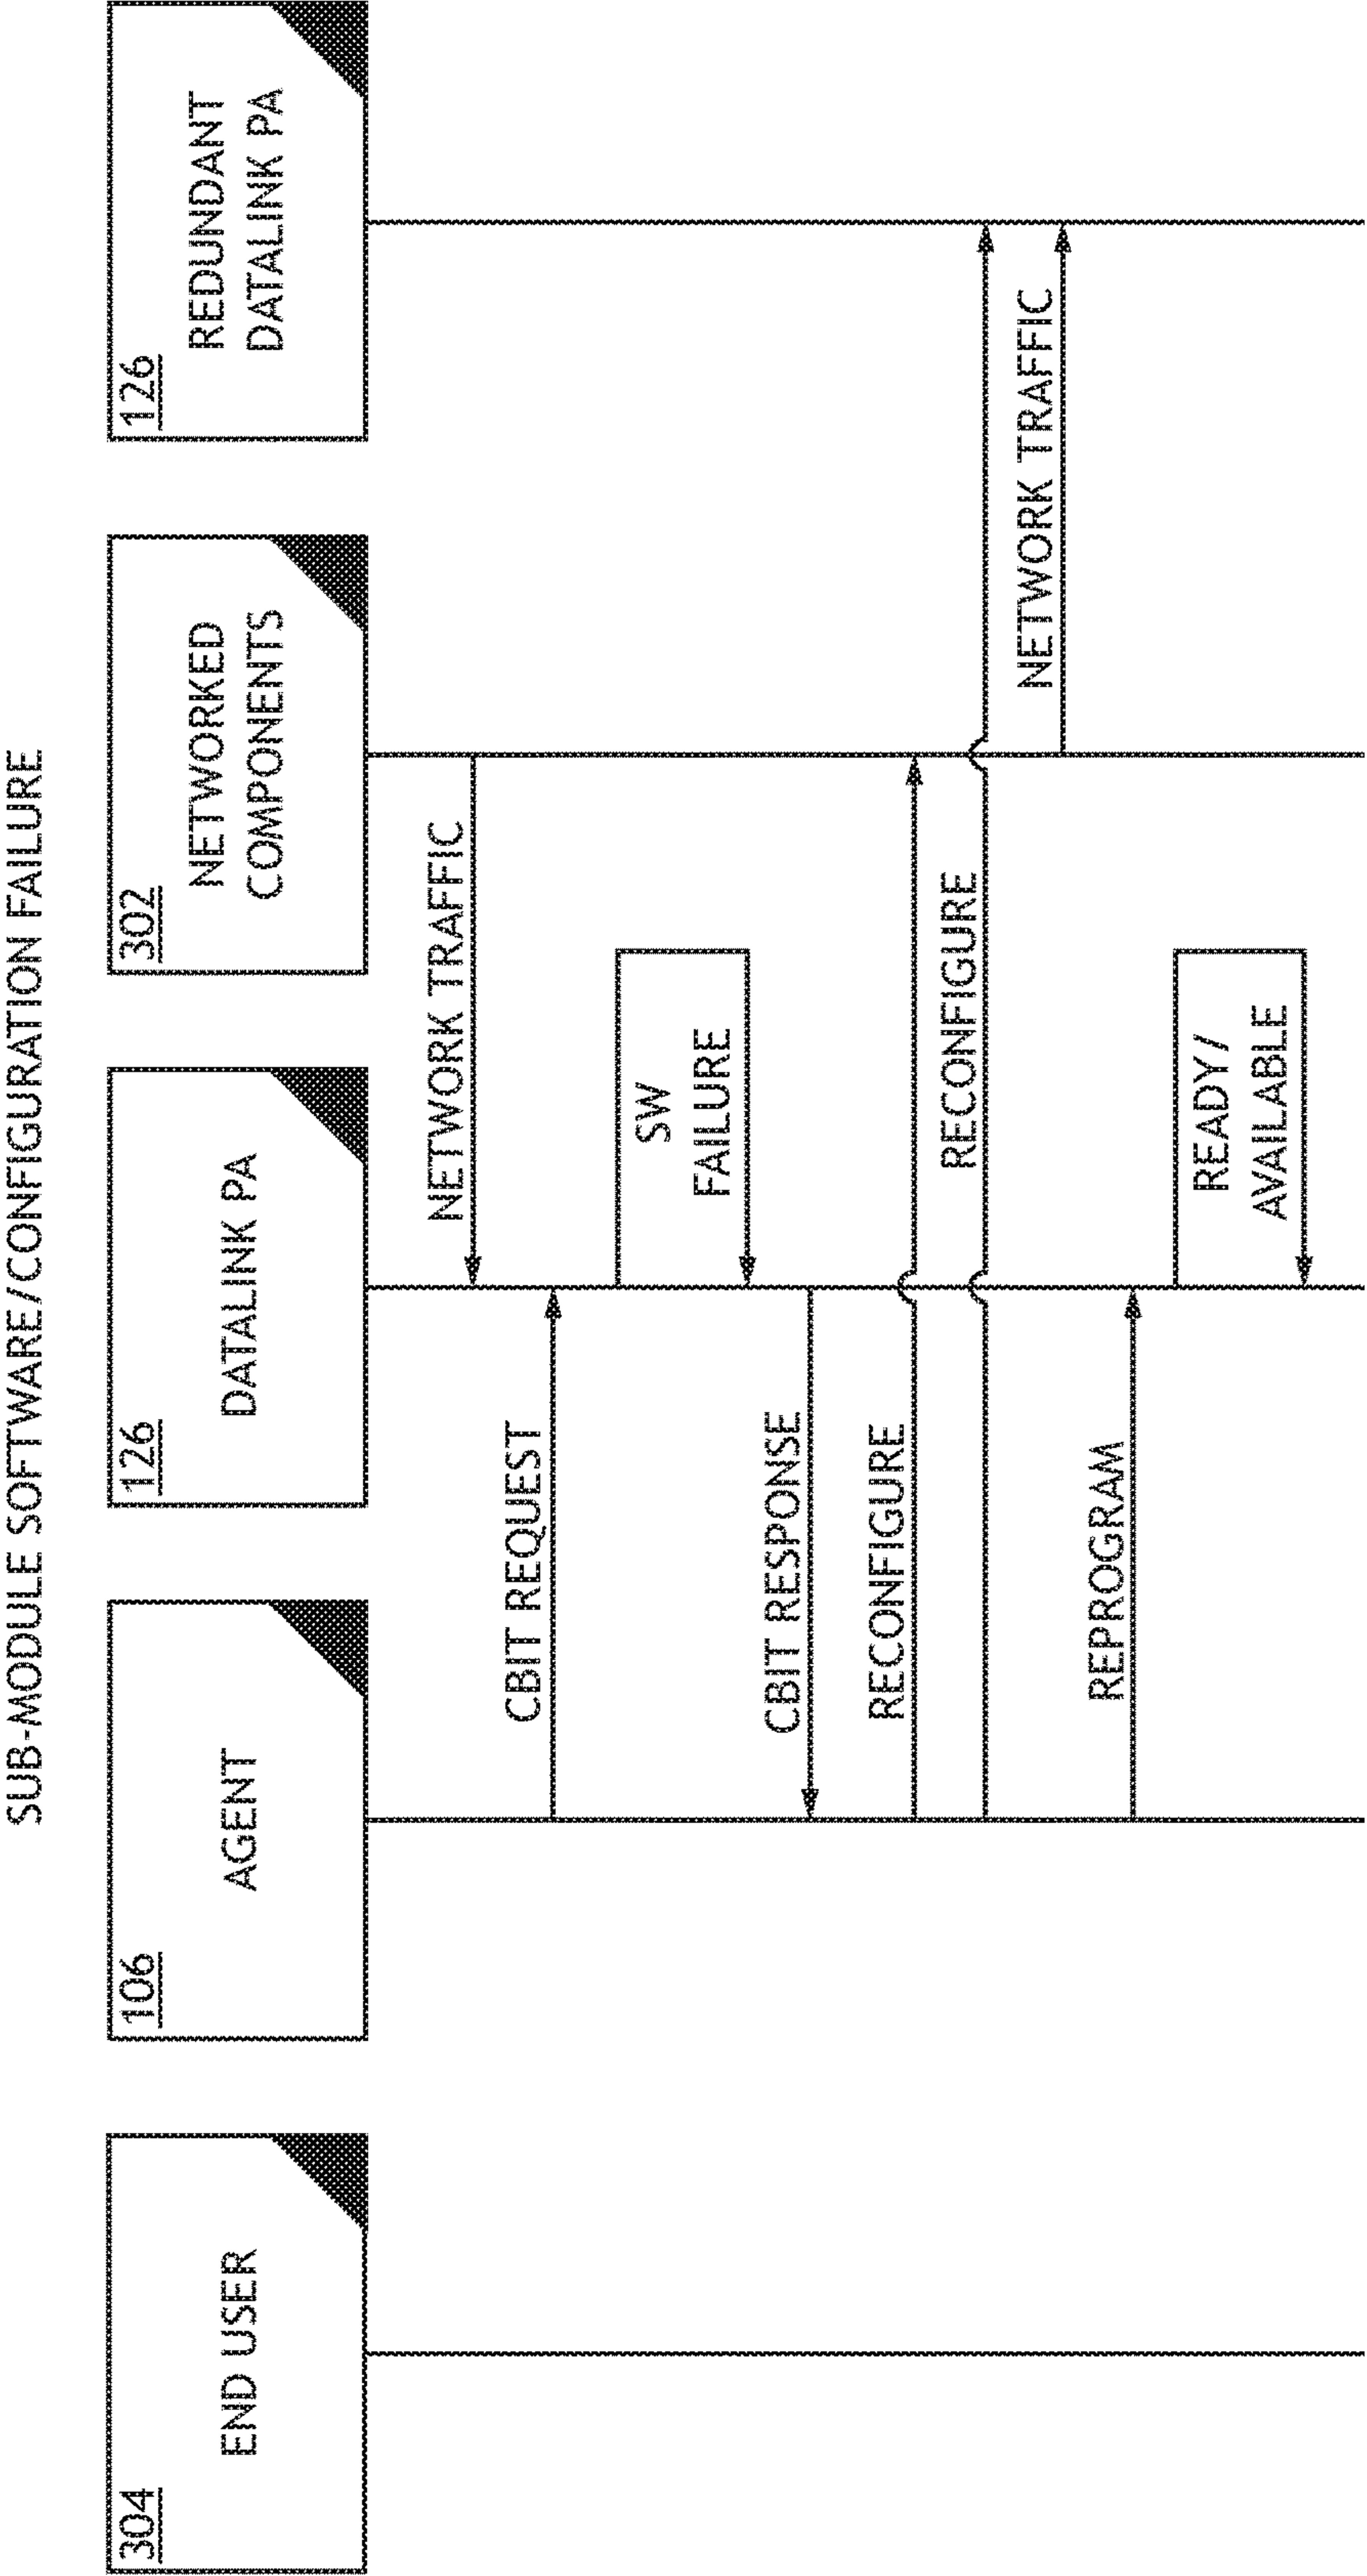 SUB-MODULE SOFTWARE/CONFIGURATION FAILURE
304
END USER
106
AGENT
126
DATALINK PA
302
NETWORKED
COMPONENTS
126
REDUNDANT
DATALINK PA
NETWORK TRAFFIC
CBIT REQUEST
SW
FAILURE
CBIT RESPONSE
RECONFIGURE
RECONFIGURE
NETWORK TRAFFIC
REPROGRAM
READY/
AVAILABLE